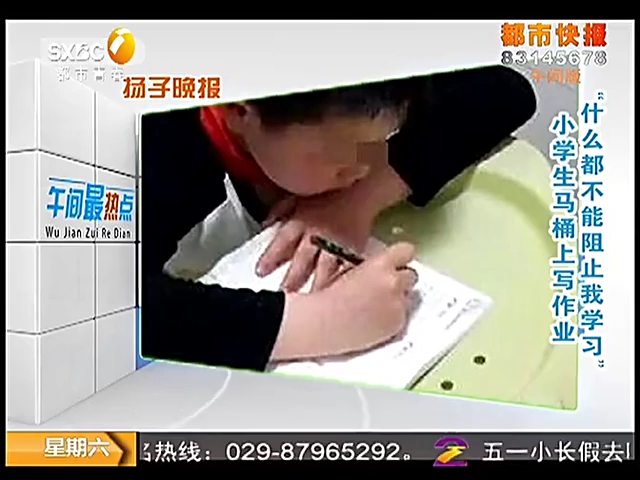 SXBC
都市青春
都市快报
83145678
午间版
扬子晚报
"什么都不能阻止我学习"
小学生马桶上写作业
午间最热点
Wu Jian Zui Re Dian
星期六
名热线：029-87965292。
五一小长假去